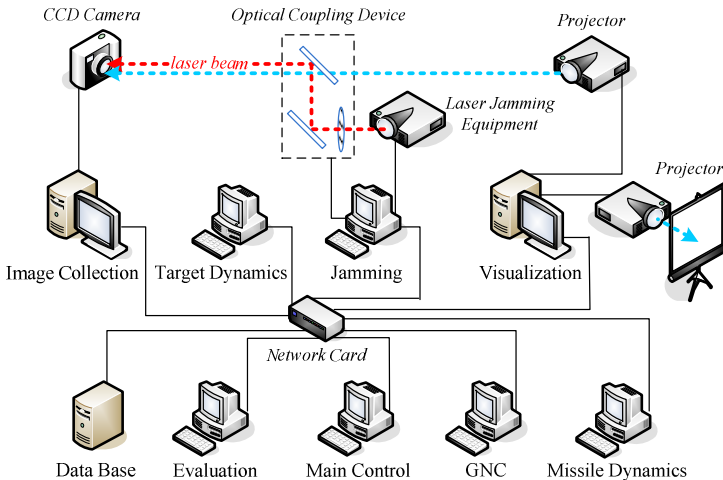 CCD Camera
Optical Coupling Device
Projector
laser beam
Laser Jamming
Equipment
Projector
Image Collection
Target Dynamics
Jamming
Visualization
Network Card
Data Base
Evaluation
Main Control
GNC
Missile Dynamics